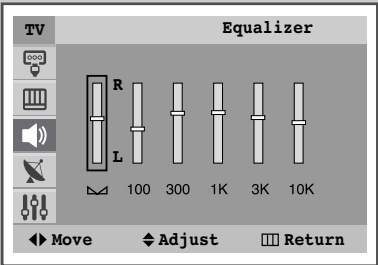 TV Equalizer
R
L
100 300 1K 3K 10K
Move Adjust Return